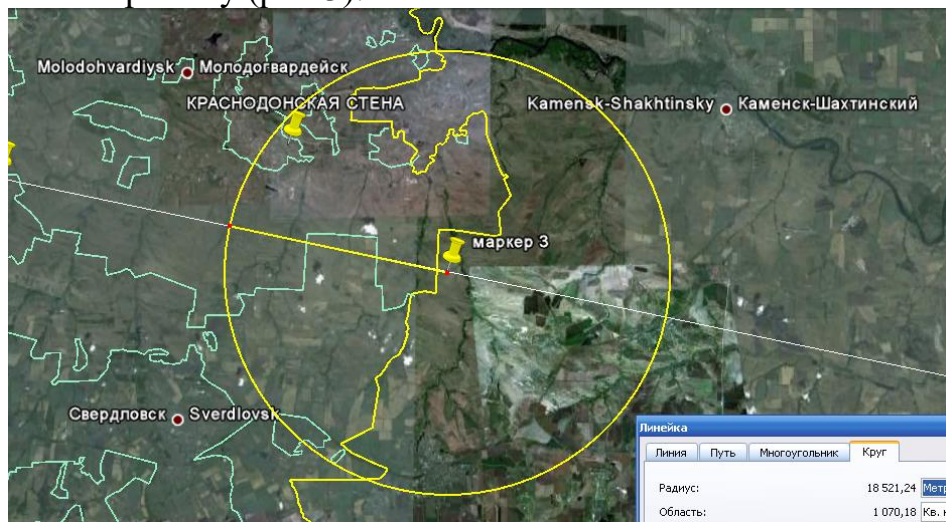 Molodohvardiysk Молодогвардейск
КРАСНОДОНСКАЯ СТЕНА
Kamensk-Shakhtinsky Каменск-Шахтинский
маркер 3
Свердловск Sverdlovsk
Линейка
Линия Путь Многоугольник Круг
Радиус: 18 521,24 Метр
Область: 1 070,18 Кв.